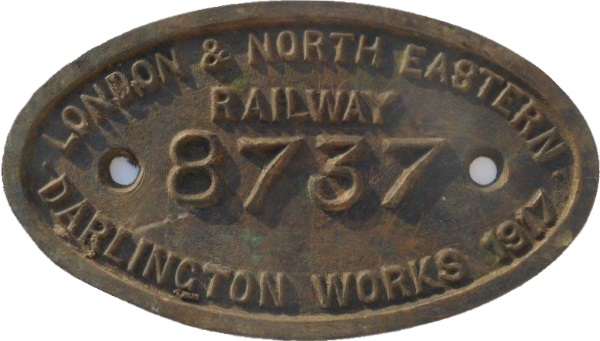 LONDON & NORTH EASTERN
RAILWAY
8737
DARLINGTON WORKS 1917